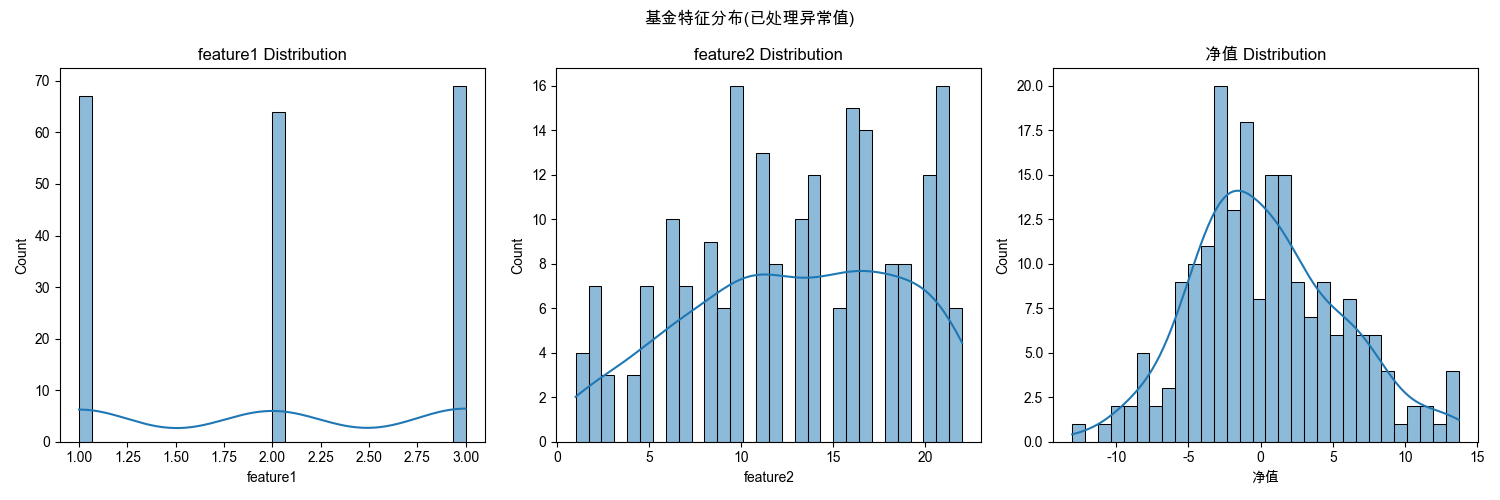 基金特征分布(已处理异常值)
feature1 Distribution
70
60
50
40
30
20
10
0
Count
1.00 1.25 1.50 1.75 2.00 2.25 2.50 2.75 3.00
feature1
feature2 Distribution
16
14
12
10
8
6
4
2
0
Count
0 5 10 15 20
feature2
净值 Distribution
20.0
17.5
15.0
12.5
10.0
7.5
5.0
2.5
0.0
Count
-10 -5 0 5 10 15
净值